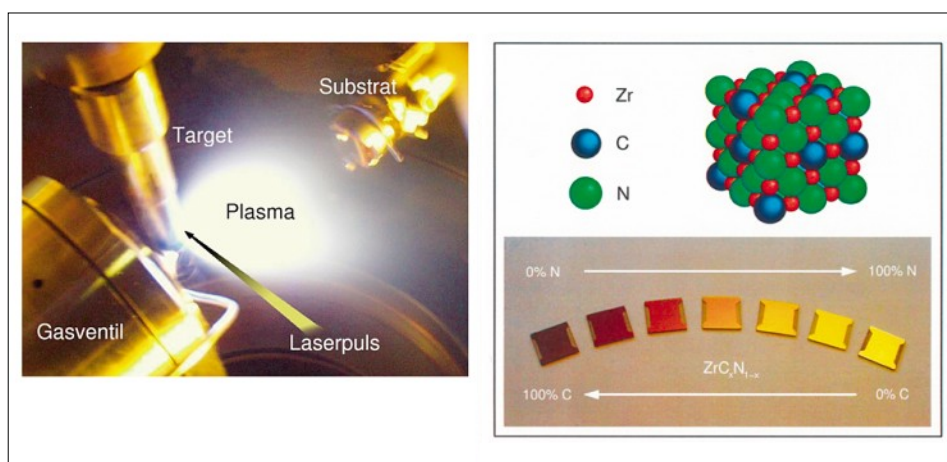 Substrat
Target
Plasma
Gasventil
Laserpuls
Zr
C
N
0% N
100% N
ZrCₓN₁₋ₓ
100% C
0% C